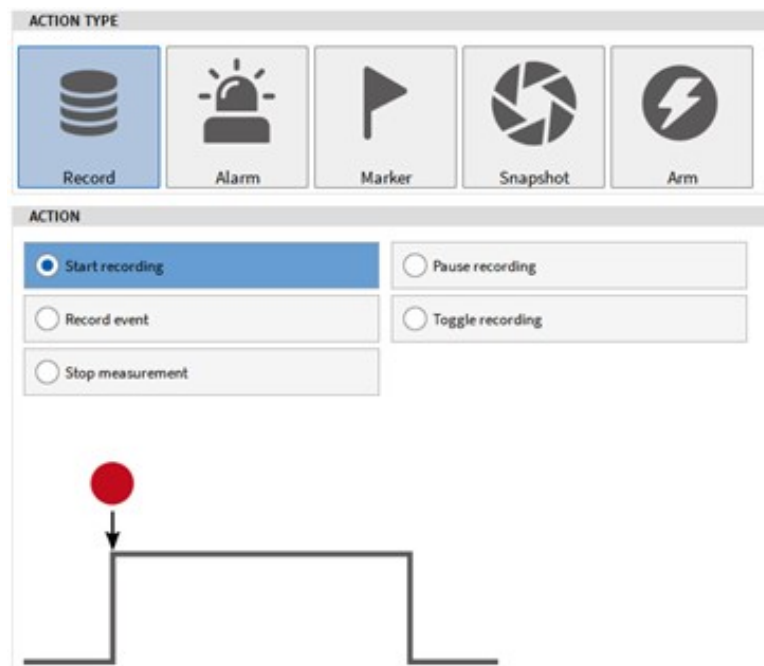 ACTION TYPE
Record Alarm Marker Snapshot Arm
ACTION
Start recording Pause recording
Record event Toggle recording
Stop measurement